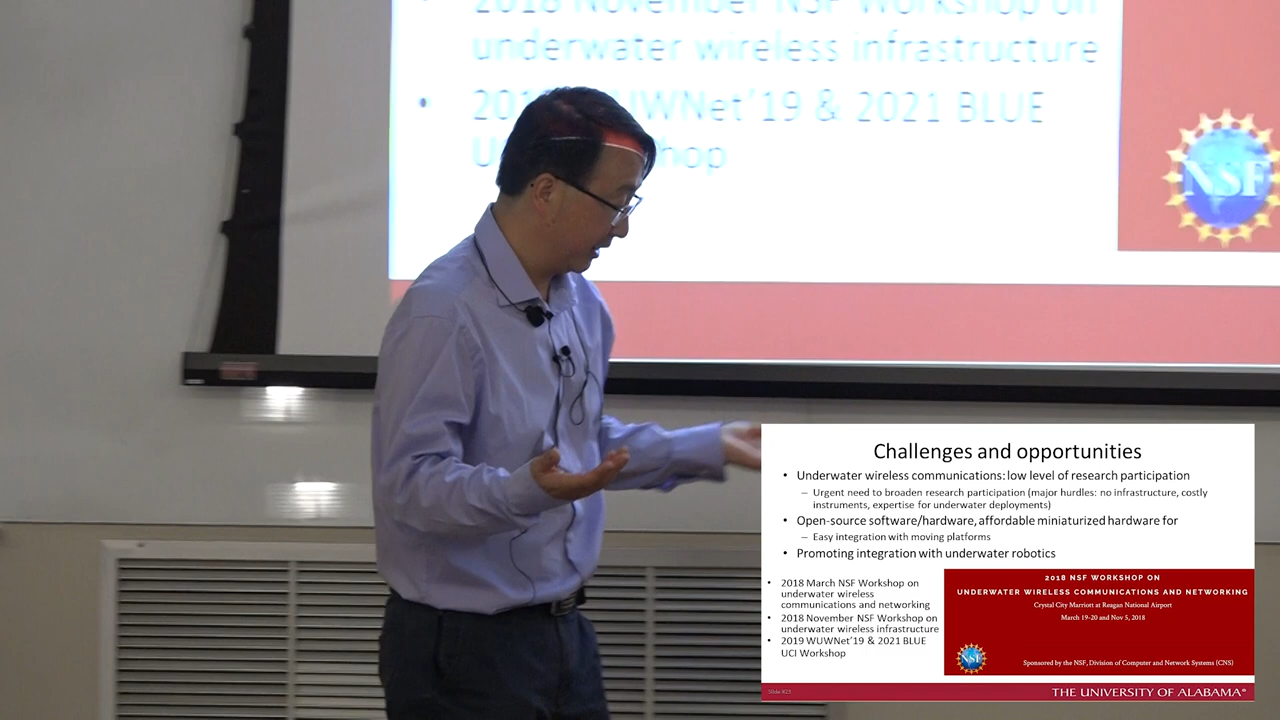 2018 November NSF Workshop on
underwater wireless infrastructure
UWNet'19 & 2021 BLUE
NSF
Challenges and opportunities
• Underwater wireless communications: low level of research participation
– Urgent need to broaden research participation (major hurdles: no infrastructure, costly
instruments, expertise for underwater deployments)
• Open-source software/hardware, affordable miniaturized hardware for
– Easy integration with moving platforms
• Promoting integration with underwater robotics
• 2018 March NSF Workshop on
underwater wireless
communications and networking
• 2018 November NSF Workshop on
underwater wireless infrastructure
• 2019 WUWNet'19 & 2021 BLUE
UCI Workshop
2018 NSF WORKSHOP ON
UNDERWATER WIRELESS COMMUNICATIONS AND NETWORKING
Crystal City Marriott at Reagan National Airport
March 19-20 and Nov 5, 2018
NSF
Sponsored by the NSF, Division of Computer and Network Systems (CNS)
Slide #25
THE UNIVERSITY OF ALABAMA®